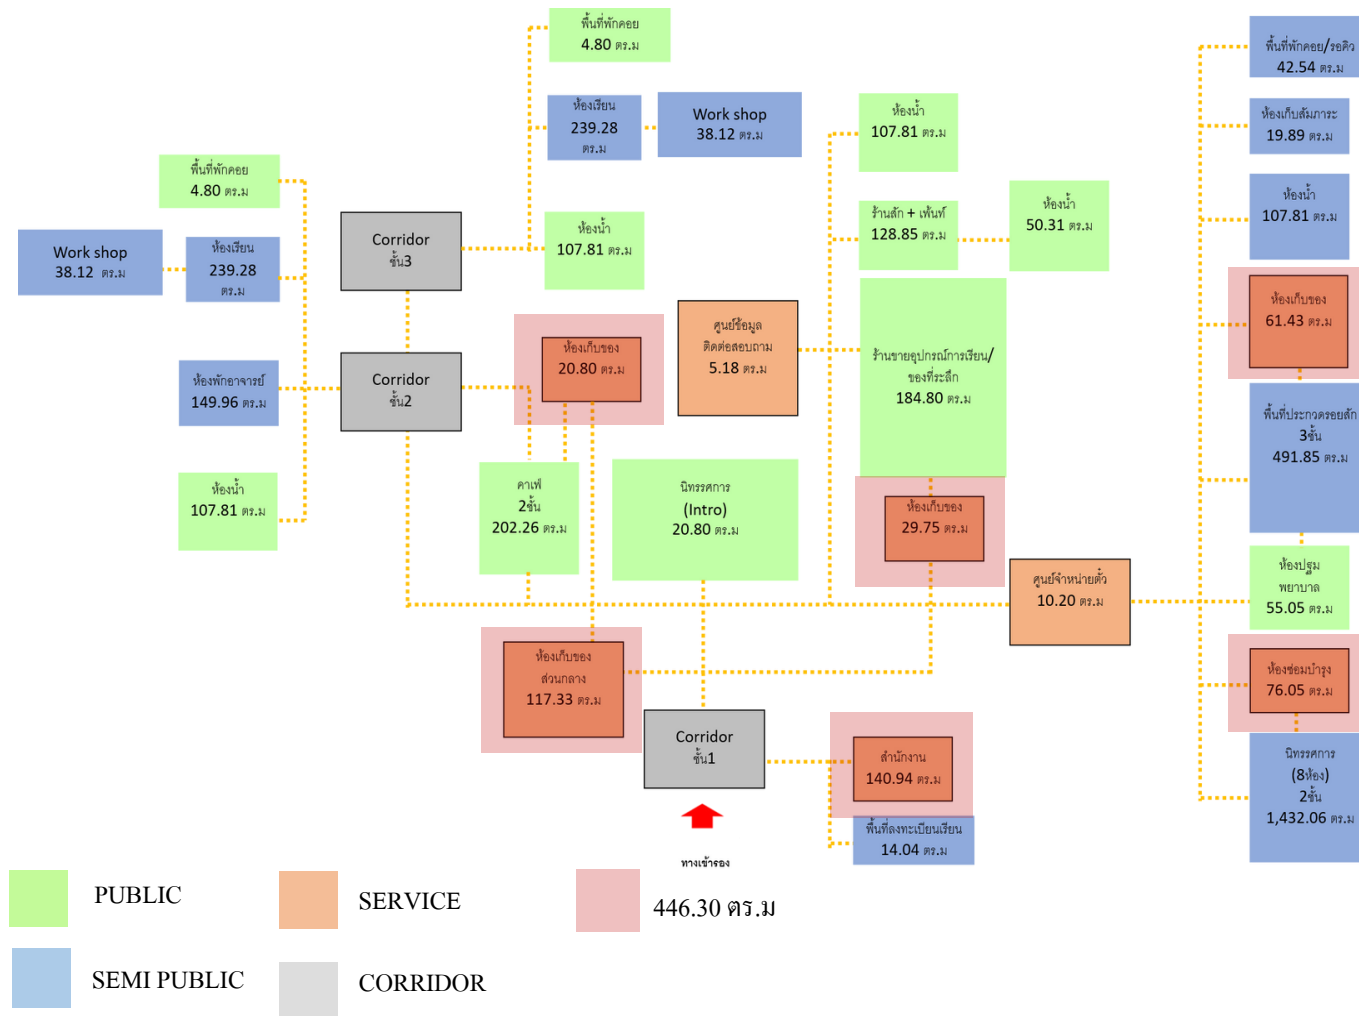 พื้นที่พักคอย
4.80 ตร.ม
ห้องเรียน
239.28
ตร.ม
Work shop
38.12 ตร.ม
ห้องน้ำ
107.81 ตร.ม
พื้นที่พักคอย
4.80 ตร.ม
Work shop
38.12 ตร.ม
ห้องเรียน
239.28
ตร.ม
ห้องพักอาจารย์
149.96 ตร.ม
ห้องน้ำ
107.81 ตร.ม
Corridor
ชั้น3
Corridor
ชั้น2
ห้องเก็บของ
20.80 ตร.ม
คาเฟ่
2ชั้น
202.26 ตร.ม
นิทรรศการ
(Intro)
20.80 ตร.ม
ศูนย์ข้อมูล
ติดต่อสอบถาม
5.18 ตร.ม
ห้องน้ำ
107.81 ตร.ม
ร้านสัก + เพ้นท์
128.85 ตร.ม
ห้องน้ำ
50.31 ตร.ม
ร้านขายอุปกรณ์การเรียน/
ของที่ระลึก
184.80 ตร.ม
ห้องเก็บของ
29.75 ตร.ม
ศูนย์จำหน่ายตั๋ว
10.20 ตร.ม
พื้นที่พักคอย/รอคิว
42.54 ตร.ม
ห้องเก็บสัมภาระ
19.89 ตร.ม
ห้องน้ำ
107.81 ตร.ม
ห้องเก็บของ
61.43 ตร.ม
พื้นที่ประกวดรอยสัก
3ชั้น
491.85 ตร.ม
ห้องปฐม
พยาบาล
55.05 ตร.ม
ห้องซ่อมบำรุง
76.05 ตร.ม
นิทรรศการ
(8ห้อง)
2ชั้น
1,432.06 ตร.ม
ห้องเก็บของ
ส่วนกลาง
117.33 ตร.ม
Corridor
ชั้น1
สำนักงาน
140.94 ตร.ม
พื้นที่ลงทะเบียนเรียน
14.04 ตร.ม
ทางเข้ารอง
PUBLIC
SERVICE
446.30 ตร.ม
SEMI PUBLIC
CORRIDOR